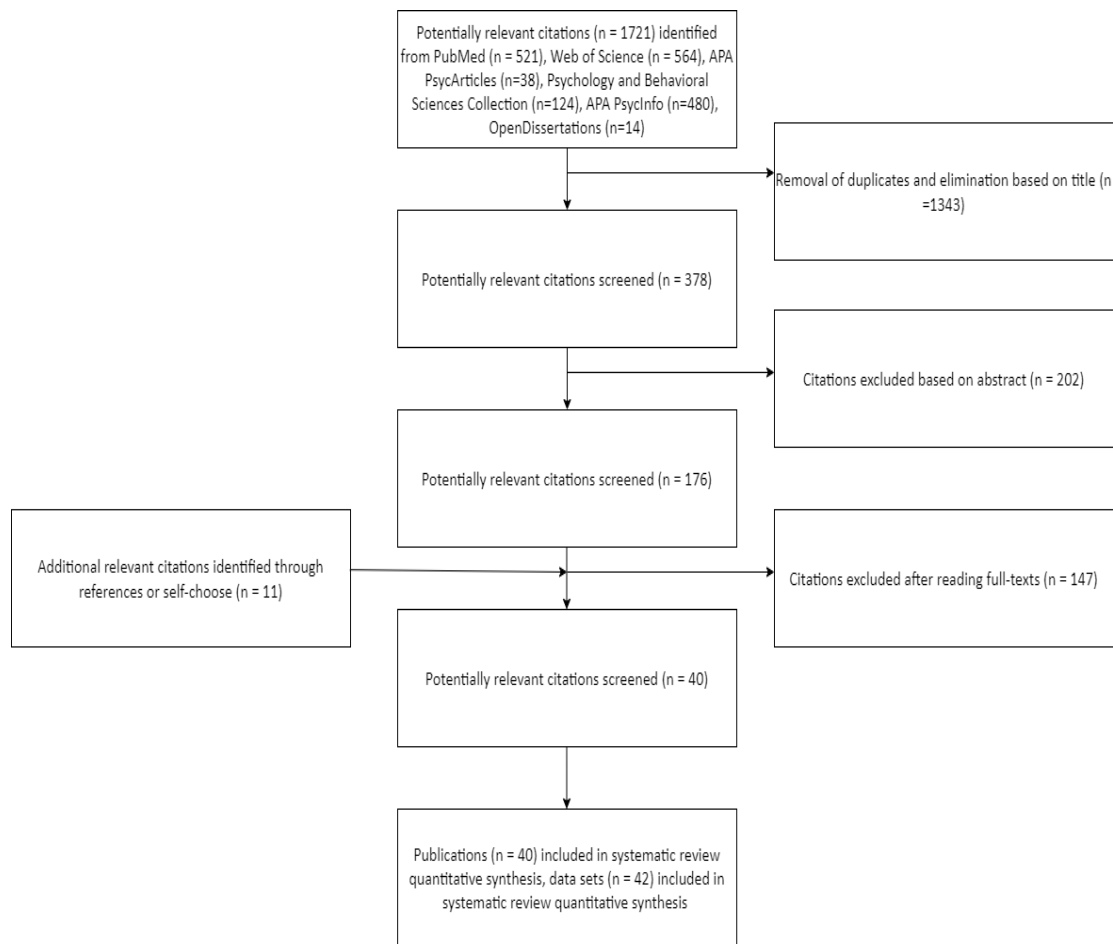 Potentially relevant citations (n = 1721) identified
from PubMed (n = 521), Web of Science (n = 564), APA
PsycArticles (n=38), Psychology and Behavioral
Sciences Collection (n=124), APA PsycInfo (n=480),
OpenDissertations (n=14)
Removal of duplicates and elimination based on title (n
=1343)
Potentially relevant citations screened (n = 378)
Citations excluded based on abstract (n = 202)
Potentially relevant citations screened (n = 176)
Additional relevant citations identified through
references or self-choose (n = 11)
Citations excluded after reading full-texts (n = 147)
Potentially relevant citations screened (n = 40)
Publications (n = 40) included in systematic review
quantitative synthesis, data sets (n = 42) included in
systematic review quantitative synthesis